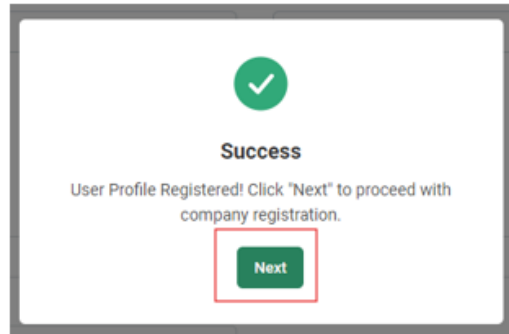 Success
User Profile Registered! Click "Next" to proceed with
company registration.
Next